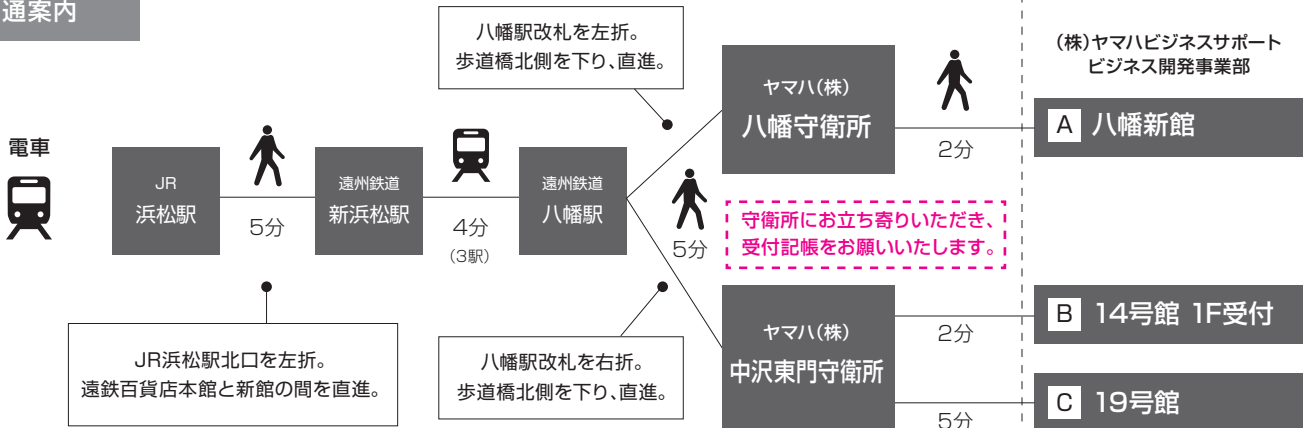 通案内
電車
JR
浜松駅
5分
遠州鉄道
新浜松駅
4分
(3駅)
遠州鉄道
八幡駅
5分
八幡駅改札を左折。
歩道橋北側を下り、直進。
JR浜松駅北口を左折。
遠鉄百貨店本館と新館の間を直進。
八幡駅改札を右折。
歩道橋北側を下り、直進。
ヤマハ(株)
八幡守衛所
2分
守衛所にお立ち寄りいただき、
受付記帳をお願いいたします。
ヤマハ(株)
中沢東門守衛所
2分
5分
(株)ヤマハビジネスサポート
ビジネス開発事業部
A 八幡新館
B 14号館 1F受付
C 19号館